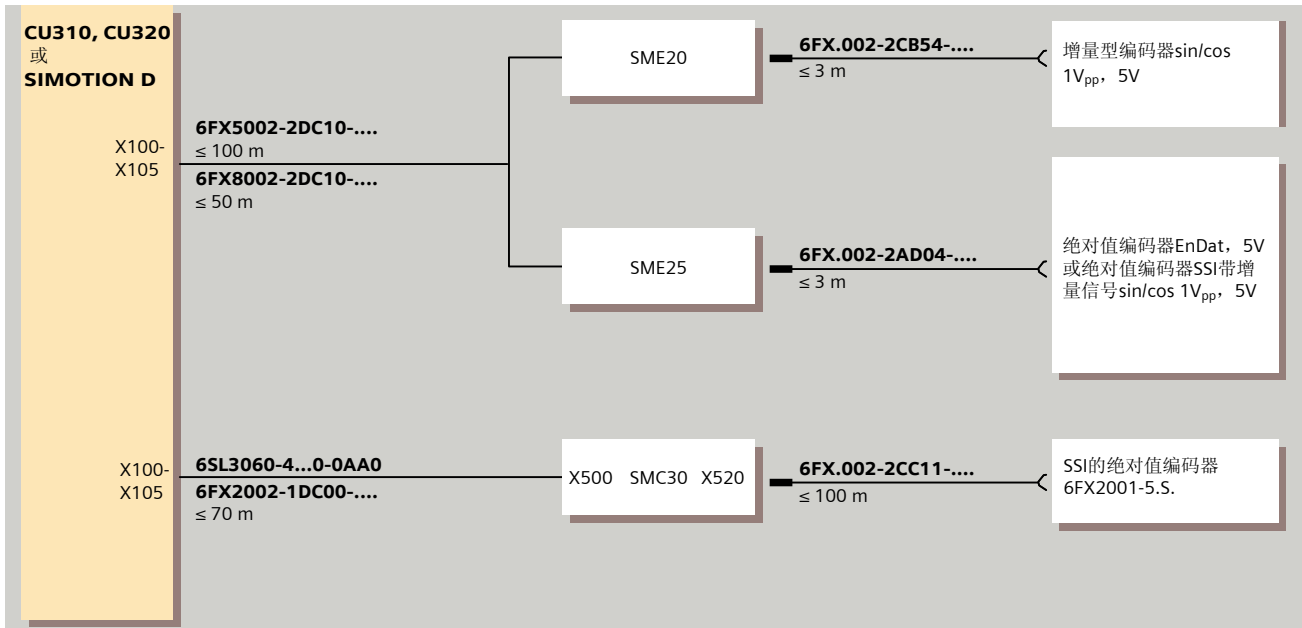 CU310, CU320
或
SIMOTION D
X100-
X105
6FX5002-2DC10-....
≤ 100 m
6FX8002-2DC10-....
≤ 50 m
SME20
6FX.002-2CB54-....
≤ 3 m
增量型编码器sin/cos
1Vpp，5V
SME25
6FX.002-2AD04-....
≤ 3 m
绝对值编码器EnDat，5V
或绝对值编码器SSI带增
量信号sin/cos 1Vpp，5V
X100-
X105
6SL3060-4...0-0AA0
6FX2002-1DC00-....
≤ 70 m
X500 SMC30 X520
6FX.002-2CC11-....
≤ 100 m
SSI的绝对值编码器
6FX2001-5.S.